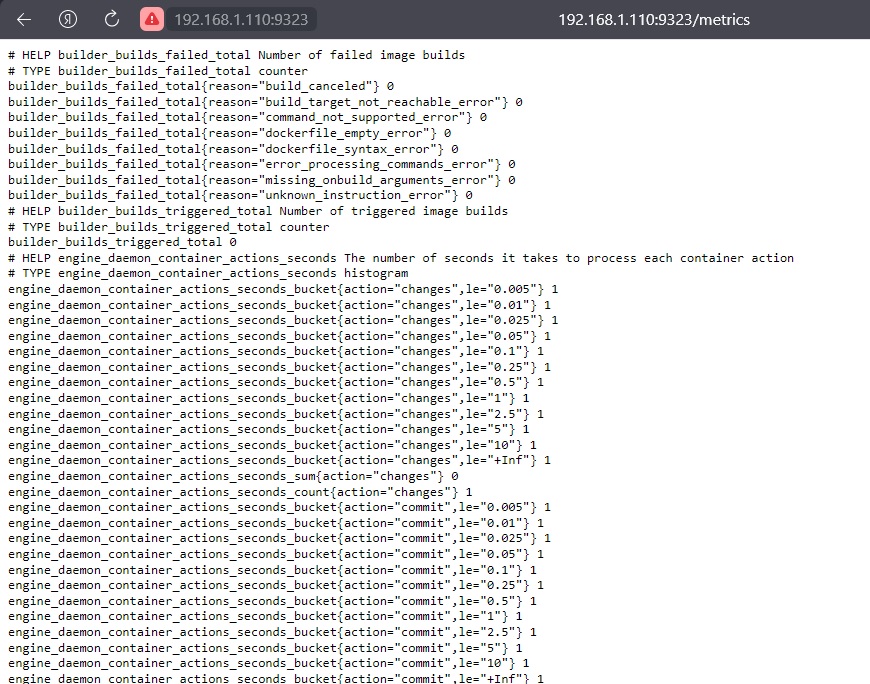 192.168.1.110:9323 192.168.1.110:9323/metrics
# HELP builder_builds_failed_total Number of failed image builds
# TYPE builder_builds_failed_total counter
builder_builds_failed_total{reason="build_canceled"} 0
builder_builds_failed_total{reason="build_target_not_reachable_error"} 0
builder_builds_failed_total{reason="command_not_supported_error"} 0
builder_builds_failed_total{reason="dockerfile_empty_error"} 0
builder_builds_failed_total{reason="dockerfile_syntax_error"} 0
builder_builds_failed_total{reason="error_processing_commands_error"} 0
builder_builds_failed_total{reason="missing_onbuild_arguments_error"} 0
builder_builds_failed_total{reason="unknown_instruction_error"} 0
# HELP builder_builds_triggered_total Number of triggered image builds
# TYPE builder_builds_triggered_total counter
builder_builds_triggered_total 0
# HELP engine_daemon_container_actions_seconds The number of seconds it takes to process each container action
# TYPE engine_daemon_container_actions_seconds histogram
engine_daemon_container_actions_seconds_bucket{action="changes",le="0.005"} 1
engine_daemon_container_actions_seconds_bucket{action="changes",le="0.01"} 1
engine_daemon_container_actions_seconds_bucket{action="changes",le="0.025"} 1
engine_daemon_container_actions_seconds_bucket{action="changes",le="0.05"} 1
engine_daemon_container_actions_seconds_bucket{action="changes",le="0.1"} 1
engine_daemon_container_actions_seconds_bucket{action="changes",le="0.25"} 1
engine_daemon_container_actions_seconds_bucket{action="changes",le="0.5"} 1
engine_daemon_container_actions_seconds_bucket{action="changes",le="1"} 1
engine_daemon_container_actions_seconds_bucket{action="changes",le="2.5"} 1
engine_daemon_container_actions_seconds_bucket{action="changes",le="5"} 1
engine_daemon_container_actions_seconds_bucket{action="changes",le="10"} 1
engine_daemon_container_actions_seconds_bucket{action="changes",le="+Inf"} 1
engine_daemon_container_actions_seconds_sum{action="changes"} 0
engine_daemon_container_actions_seconds_count{action="changes"} 1
engine_daemon_container_actions_seconds_bucket{action="commit",le="0.005"} 1
engine_daemon_container_actions_seconds_bucket{action="commit",le="0.01"} 1
engine_daemon_container_actions_seconds_bucket{action="commit",le="0.025"} 1
engine_daemon_container_actions_seconds_bucket{action="commit",le="0.05"} 1
engine_daemon_container_actions_seconds_bucket{action="commit",le="0.1"} 1
engine_daemon_container_actions_seconds_bucket{action="commit",le="0.25"} 1
engine_daemon_container_actions_seconds_bucket{action="commit",le="0.5"} 1
engine_daemon_container_actions_seconds_bucket{action="commit",le="1"} 1
engine_daemon_container_actions_seconds_bucket{action="commit",le="2.5"} 1
engine_daemon_container_actions_seconds_bucket{action="commit",le="5"} 1
engine_daemon_container_actions_seconds_bucket{action="commit",le="10"} 1
engine_daemon_container_actions_seconds_bucket{action="commit",le="+Inf"} 1